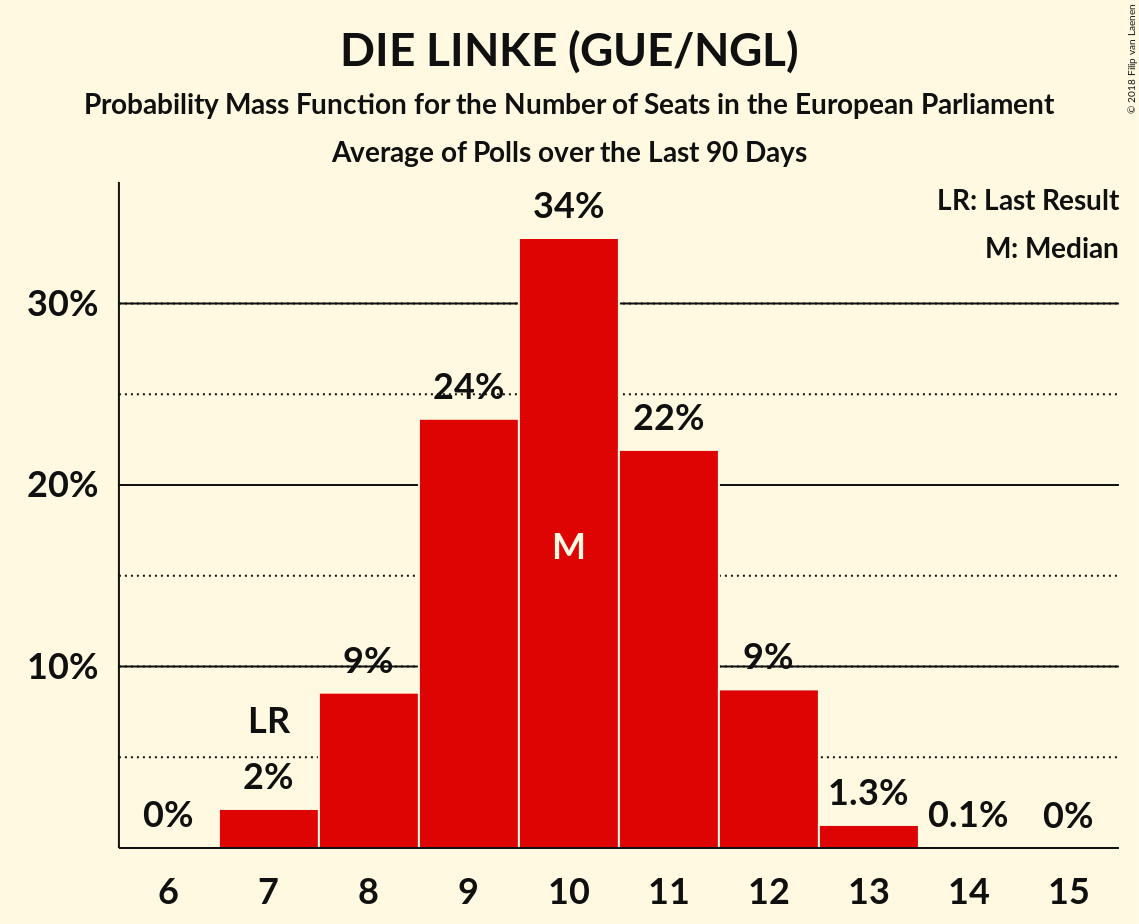 DIE LINKE (GUE/NGL)
Probability Mass Function for the Number of Seats in the European Parliament
Average of Polls over the Last 90 Days
© 2018 Filip van Laenen
LR: Last Result
M: Median
34%
30%
24%
22%
20%
M
10%
9%
9%
LR
2%
1.3%
0%
0.1%
0%
6 7 8 9 10 11 12 13 14 15